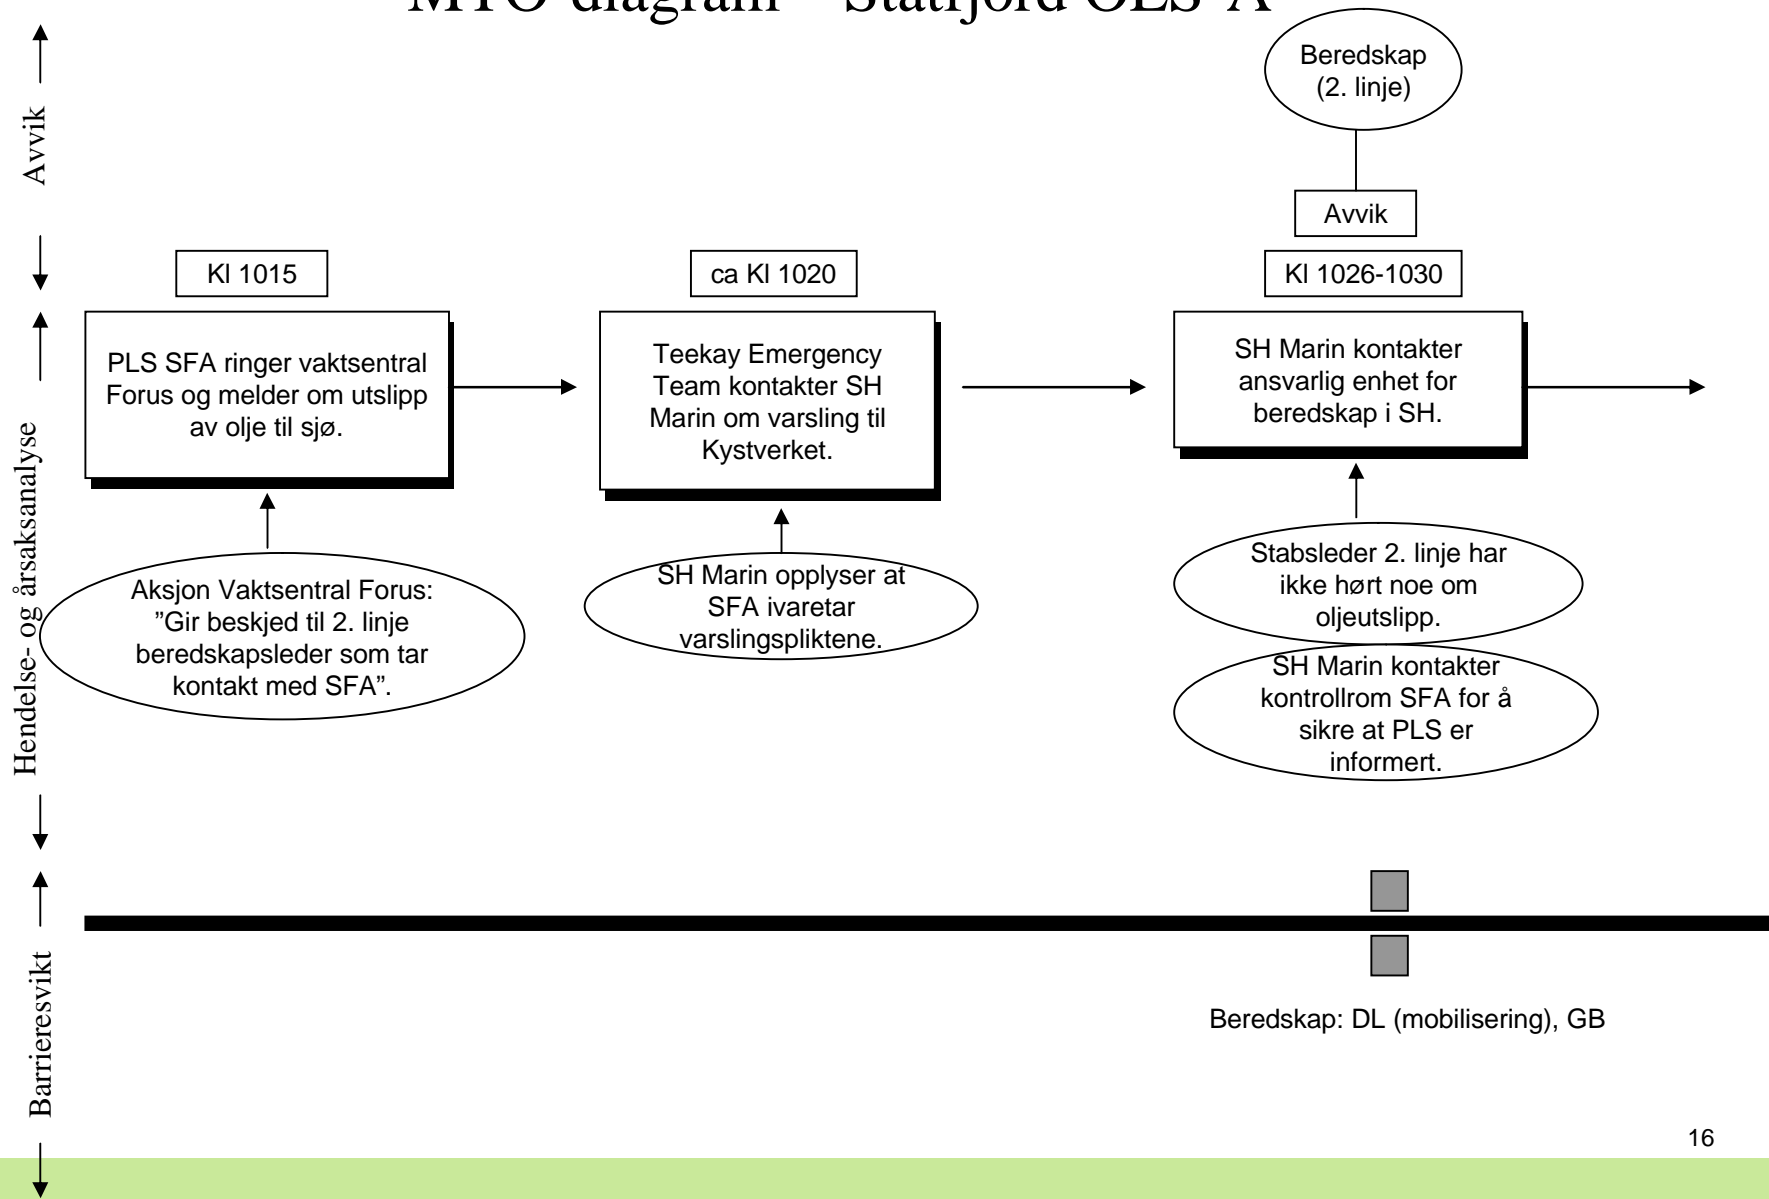 MTO-diagram – Statfjord OLS-A
Beredskap
(2. linje)
Avvik
Avvik
Kl 1015
ca Kl 1020
Kl 1026-1030
PLS SFA ringer vaktsentral
Forus og melder om utslipp
av olje til sjø.
Teekay Emergency
Team kontakter SH
Marin om varsling til
Kystverket.
SH Marin kontakter
ansvarlig enhet for
beredskap i SH.
Hendelse- og årsaksanalyse
Aksjon Vaktsentral Forus:
”Gir beskjed til 2. linje
beredskapsleder som tar
kontakt med SFA”.
SH Marin opplyser at
SFA ivaretar
varslingspliktene.
Stabsleder 2. linje har
ikke hørt noe om
oljeutslipp.
SH Marin kontakter
kontrollrom SFA for å
sikre at PLS er
informert.
Barrieresvikt
Beredskap: DL (mobilisering), GB
16